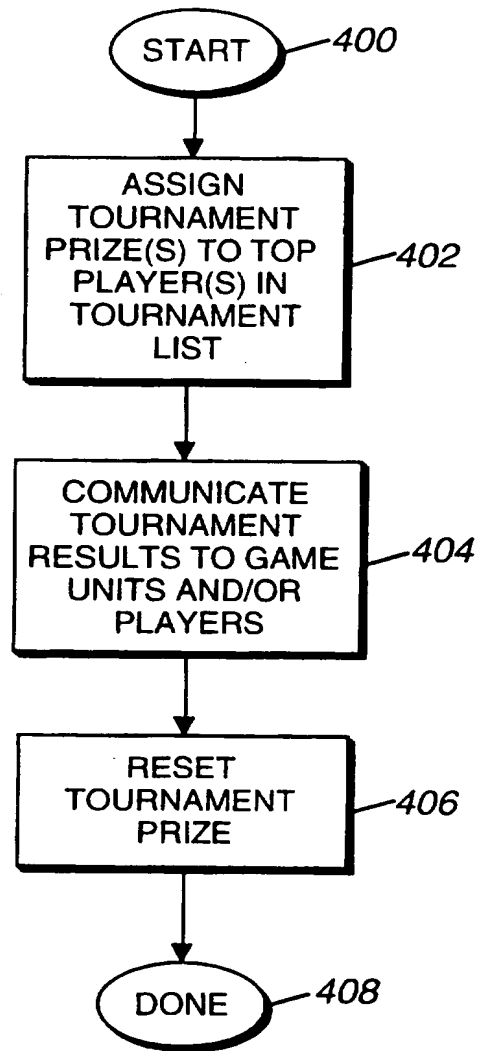 START
400
ASSIGN
TOURNAMENT
PRIZE(S) TO TOP
PLAYER(S) IN
TOURNAMENT
LIST
402
COMMUNICATE
TOURNAMENT
RESULTS TO GAME
UNITS AND/OR
PLAYERS
404
RESET
TOURNAMENT
PRIZE
406
DONE
408